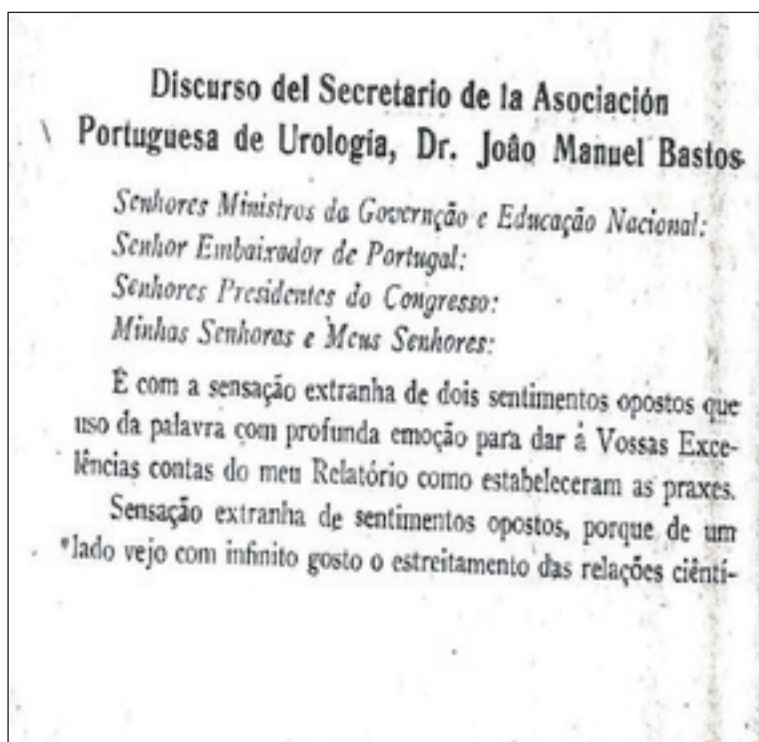 Discurso del Secretario de la Asociación
Portuguesa de Urología, Dr. João Manuel Bastos
Senhores Ministros da Governção e Educação Nacional:
Senhor Embaixador de Portugal:
Senhores Presidentes do Congresso:
Minhas Senhoras e Meus Senhores:
É com a sensação extranha de dois sentimentos opostos que
uso da palavra com profunda emoção para dar à Vossas Exce-
lências contas do meu Relatório como estabeleceram as praxes.
Sensação extranha de sentimentos opostos, porque de um
lado vejo com infinito gosto o estreitamento das relações ciêntí-